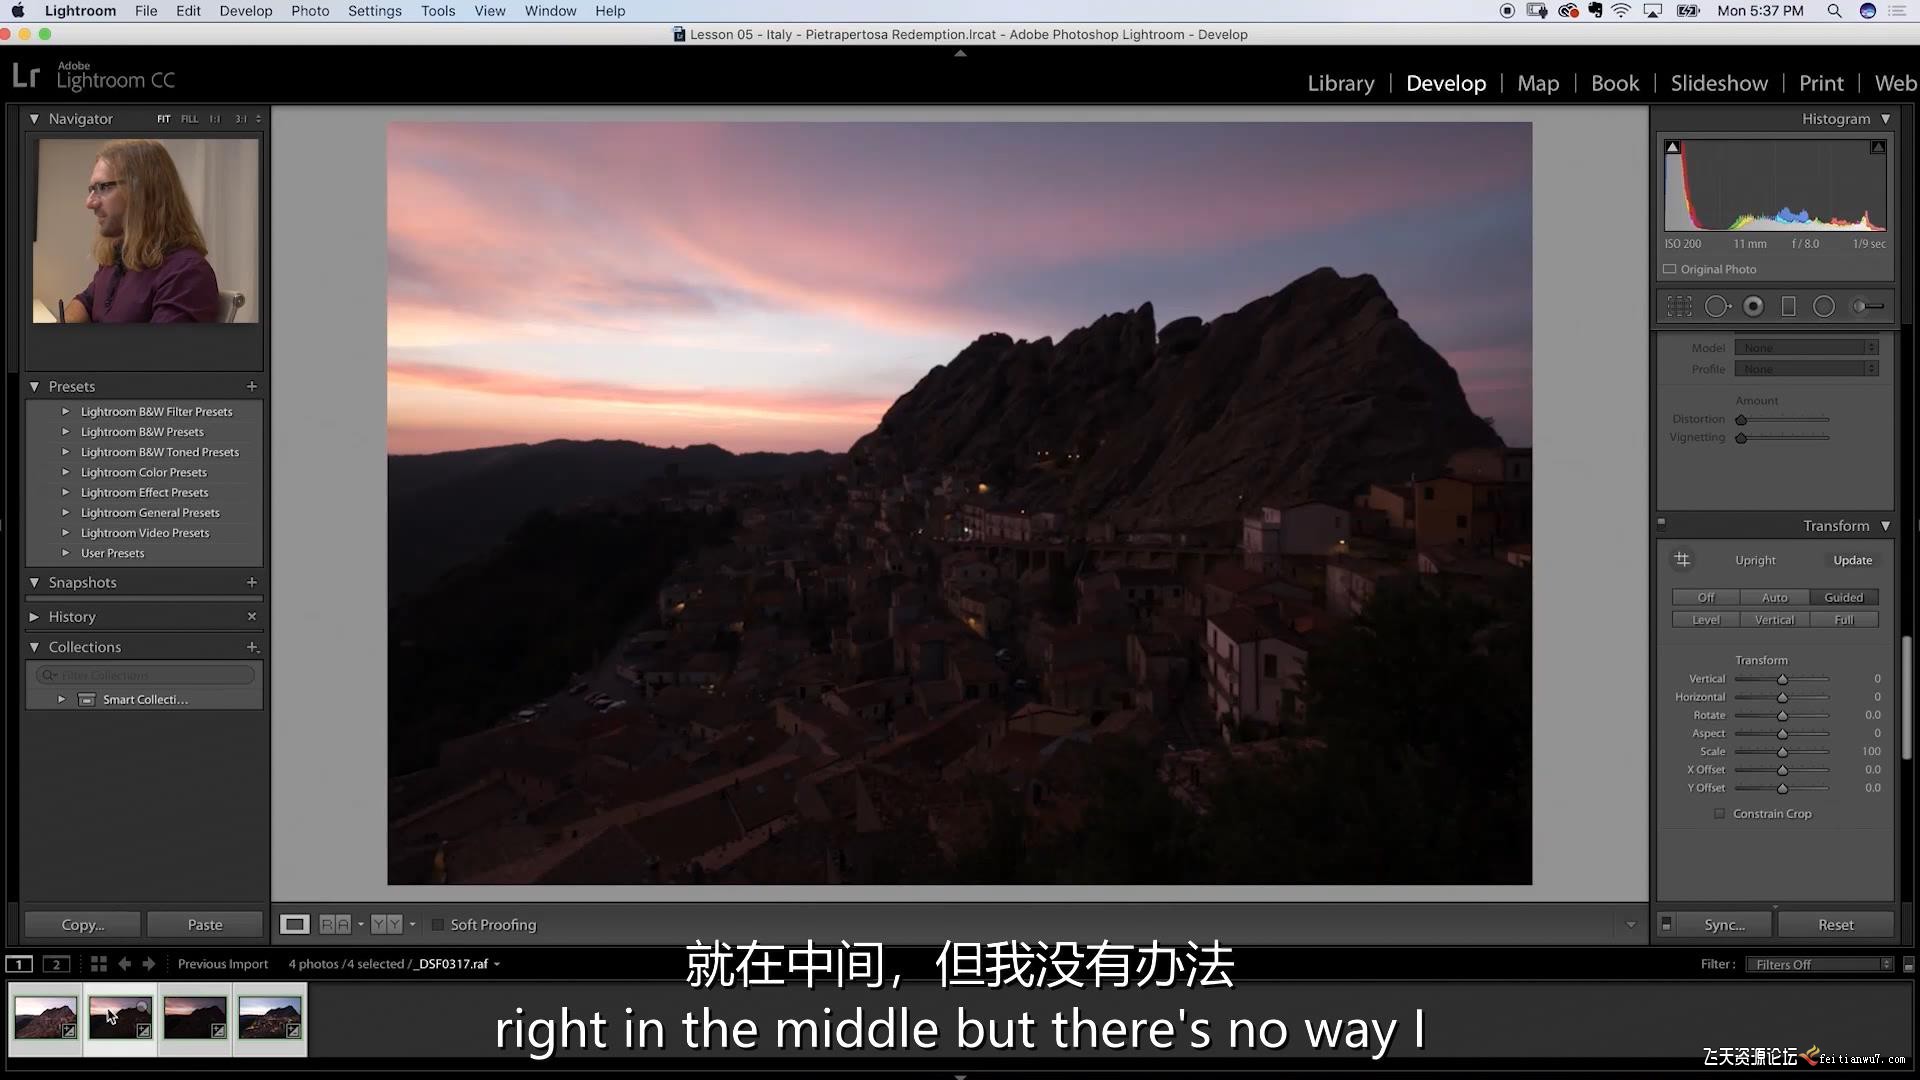 Lightroom File Edit Develop Photo Settings Tools View Window Help Mon 5:37 PM
Lesson 05 - Italy - Pietrapertosa Redemption.lrcat - Adobe Photoshop Lightroom - Develop
Lr Adobe Lightroom CC
Library | Develop | Map | Book | Slideshow | Print | Web
Navigator FIT FILL 1:1 3:1
Presets
Lightroom B&W Filter Presets
Lightroom B&W Presets
Lightroom B&W Toned Presets
Lightroom Color Presets
Lightroom Effect Presets
Lightroom General Presets
Lightroom Video Presets
User Presets
Snapshots
History
Collections
Filter Collections
Smart Collecti...
Copy... Paste
R A Y Y Soft Proofing
Histogram
ISO 200 11 mm f / 8.0 1/9 sec
Original Photo
Model None
Profile None
Amount
Distortion
Vignetting
Transform
Upright Update
Off Auto Guided
Level Vertical Full
Transform
Vertical 0
Horizontal 0
Rotate 0.0
Aspect 0
Scale 100
X Offset 0.0
Y Offset 0.0
Constrain Crop
Sync... Reset
1 2 Previous Import 4 photos /4 selected /_DSF0317.raf Filter : Filters Off
就在中间，但我没有办法
right in the middle but there's no way I
飞天资源论坛 feitianwu7.com